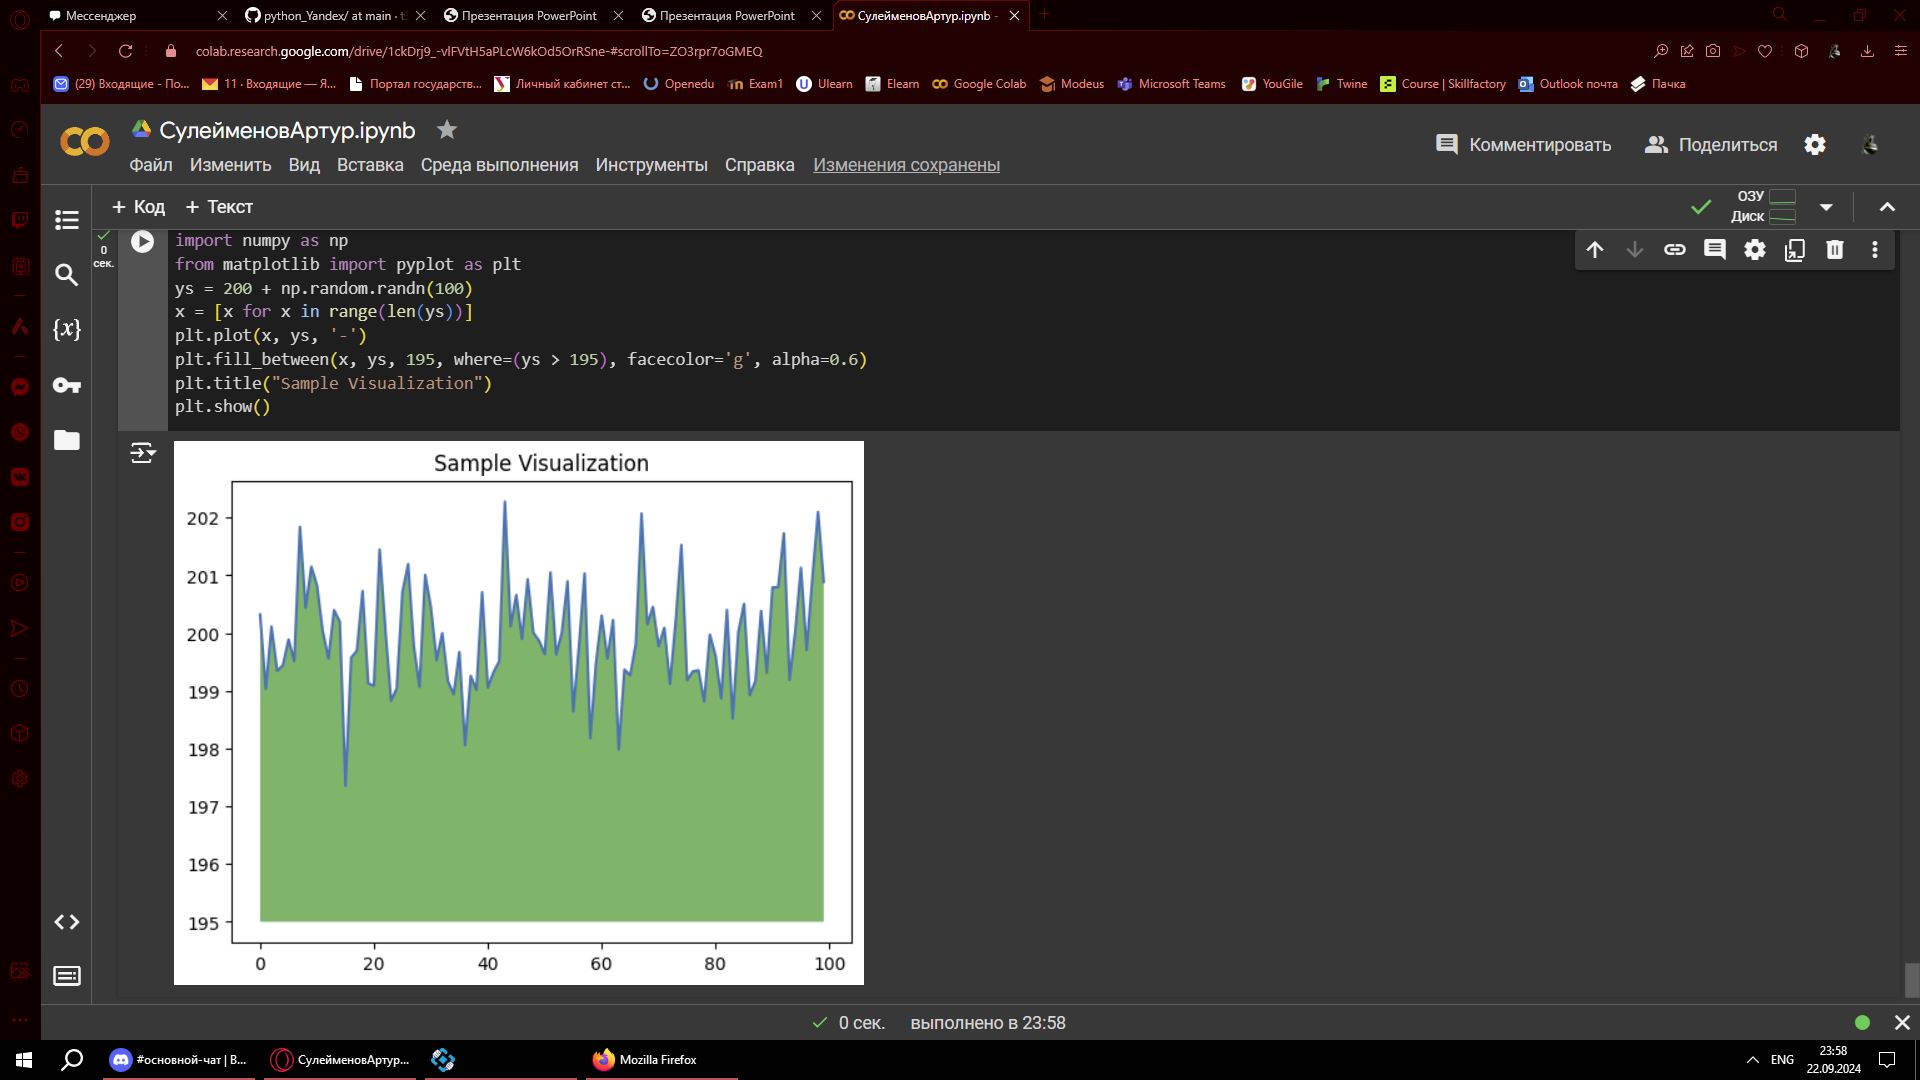 Мессенджер
python_Yandex/ at main · t
Презентация PowerPoint
Презентация PowerPoint
СулейменовАртур.ipynb -
colab.research.google.com/drive/1ckDrj9_-vlFVtH5aPLcW6kOd5OrRSne-#scrollTo=ZO3rpr7oGMEQ
(29) Входящие - По...
11 · Входящие — Я...
Портал государств...
Личный кабинет ст...
Openedu
Exam1
Ulearn
Elearn
Google Colab
Modeus
Microsoft Teams
YouGile
Twine
Course | Skillfactory
Outlook почта
Пачка
СулейменовАртур.ipynb
Комментировать
Поделиться
Файл Изменить Вид Вставка Среда выполнения Инструменты Справка Изменения сохранены
+ Код + Текст
ОЗУ
Диск
0
сек.
import numpy as np
from matplotlib import pyplot as plt
ys = 200 + np.random.randn(100)
x = [x for x in range(len(ys))]
plt.plot(x, ys, '-')
plt.fill_between(x, ys, 195, where=(ys > 195), facecolor='g', alpha=0.6)
plt.title("Sample Visualization")
plt.show()
{x}
Sample Visualization
202
201
200
199
198
197
196
195
0 20 40 60 80 100
0 сек. выполнено в 23:58
#основной-чат | В...
СулейменовАртур...
Mozilla Firefox
ENG
23:58
22.09.2024